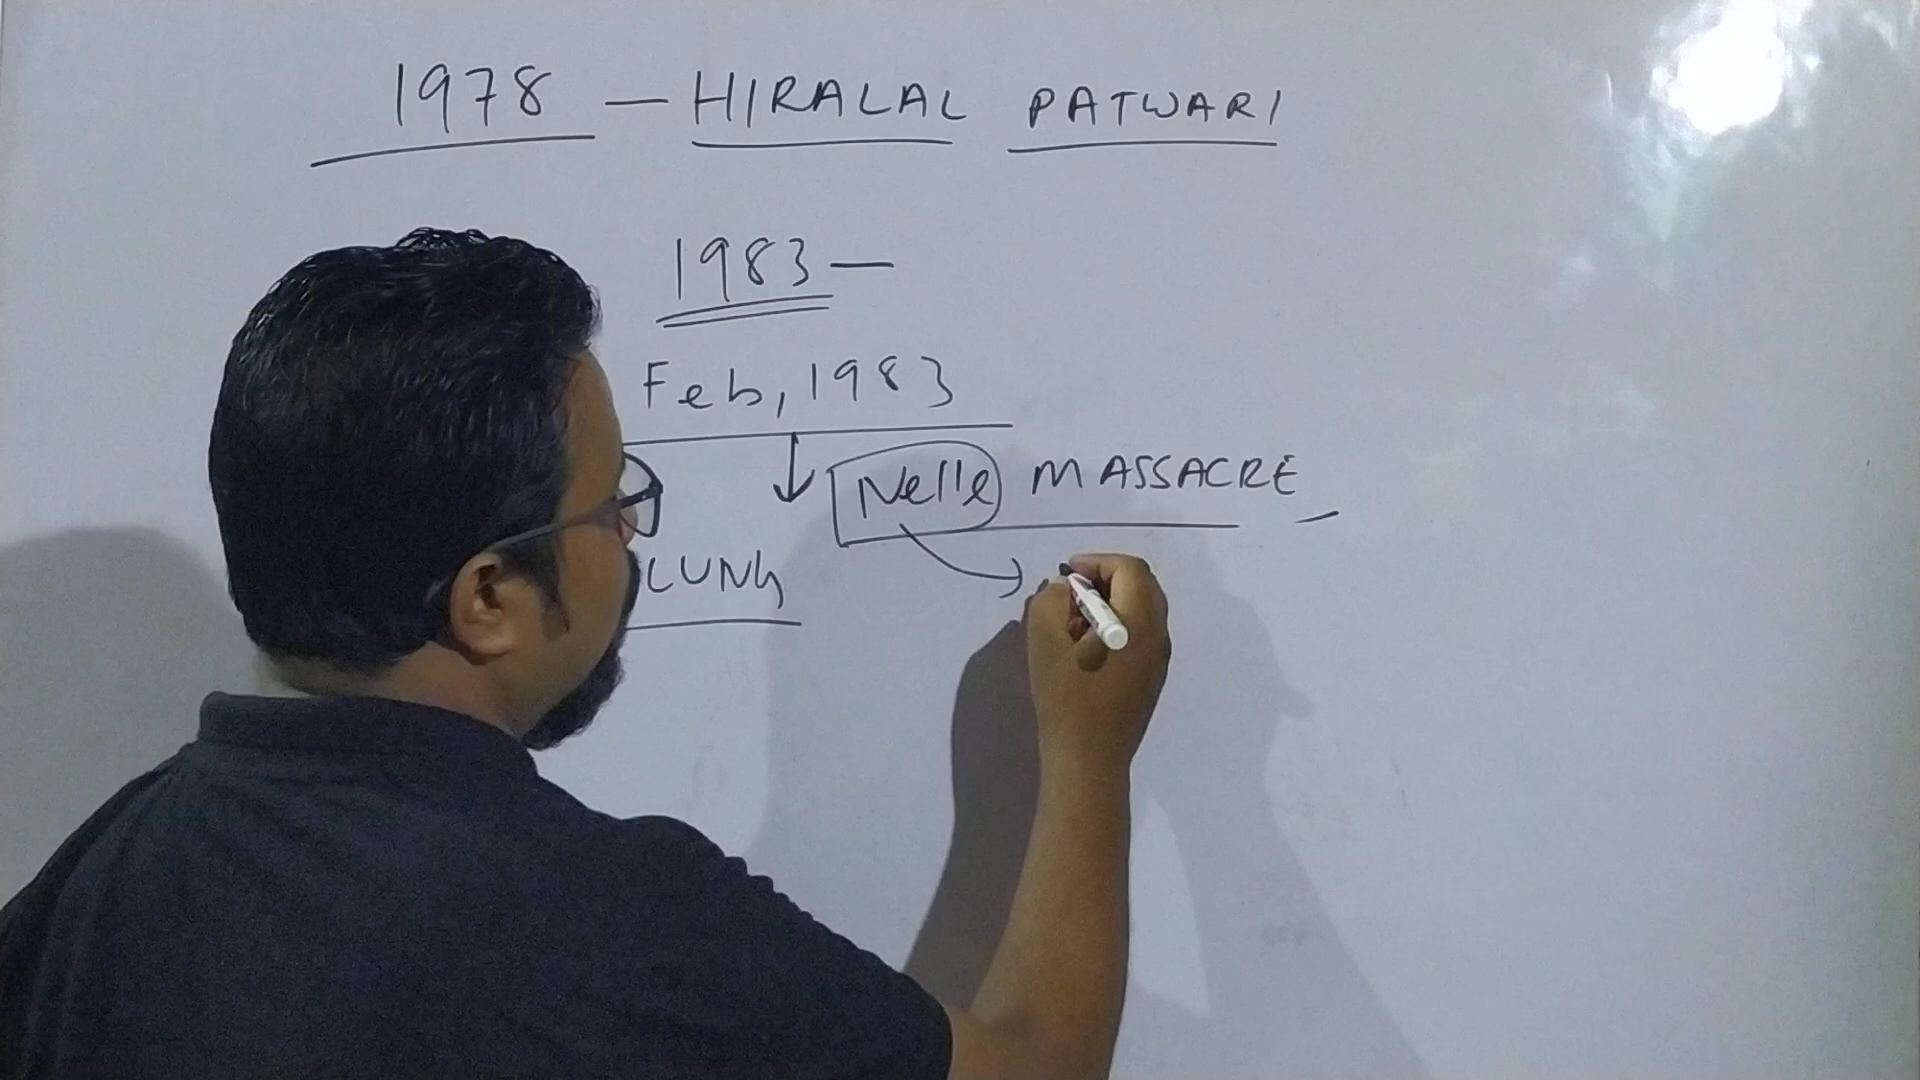 1978 — HIRALAL PATWARI
1983 —
Feb, 1983
Nelle MASSACRE
LUNG